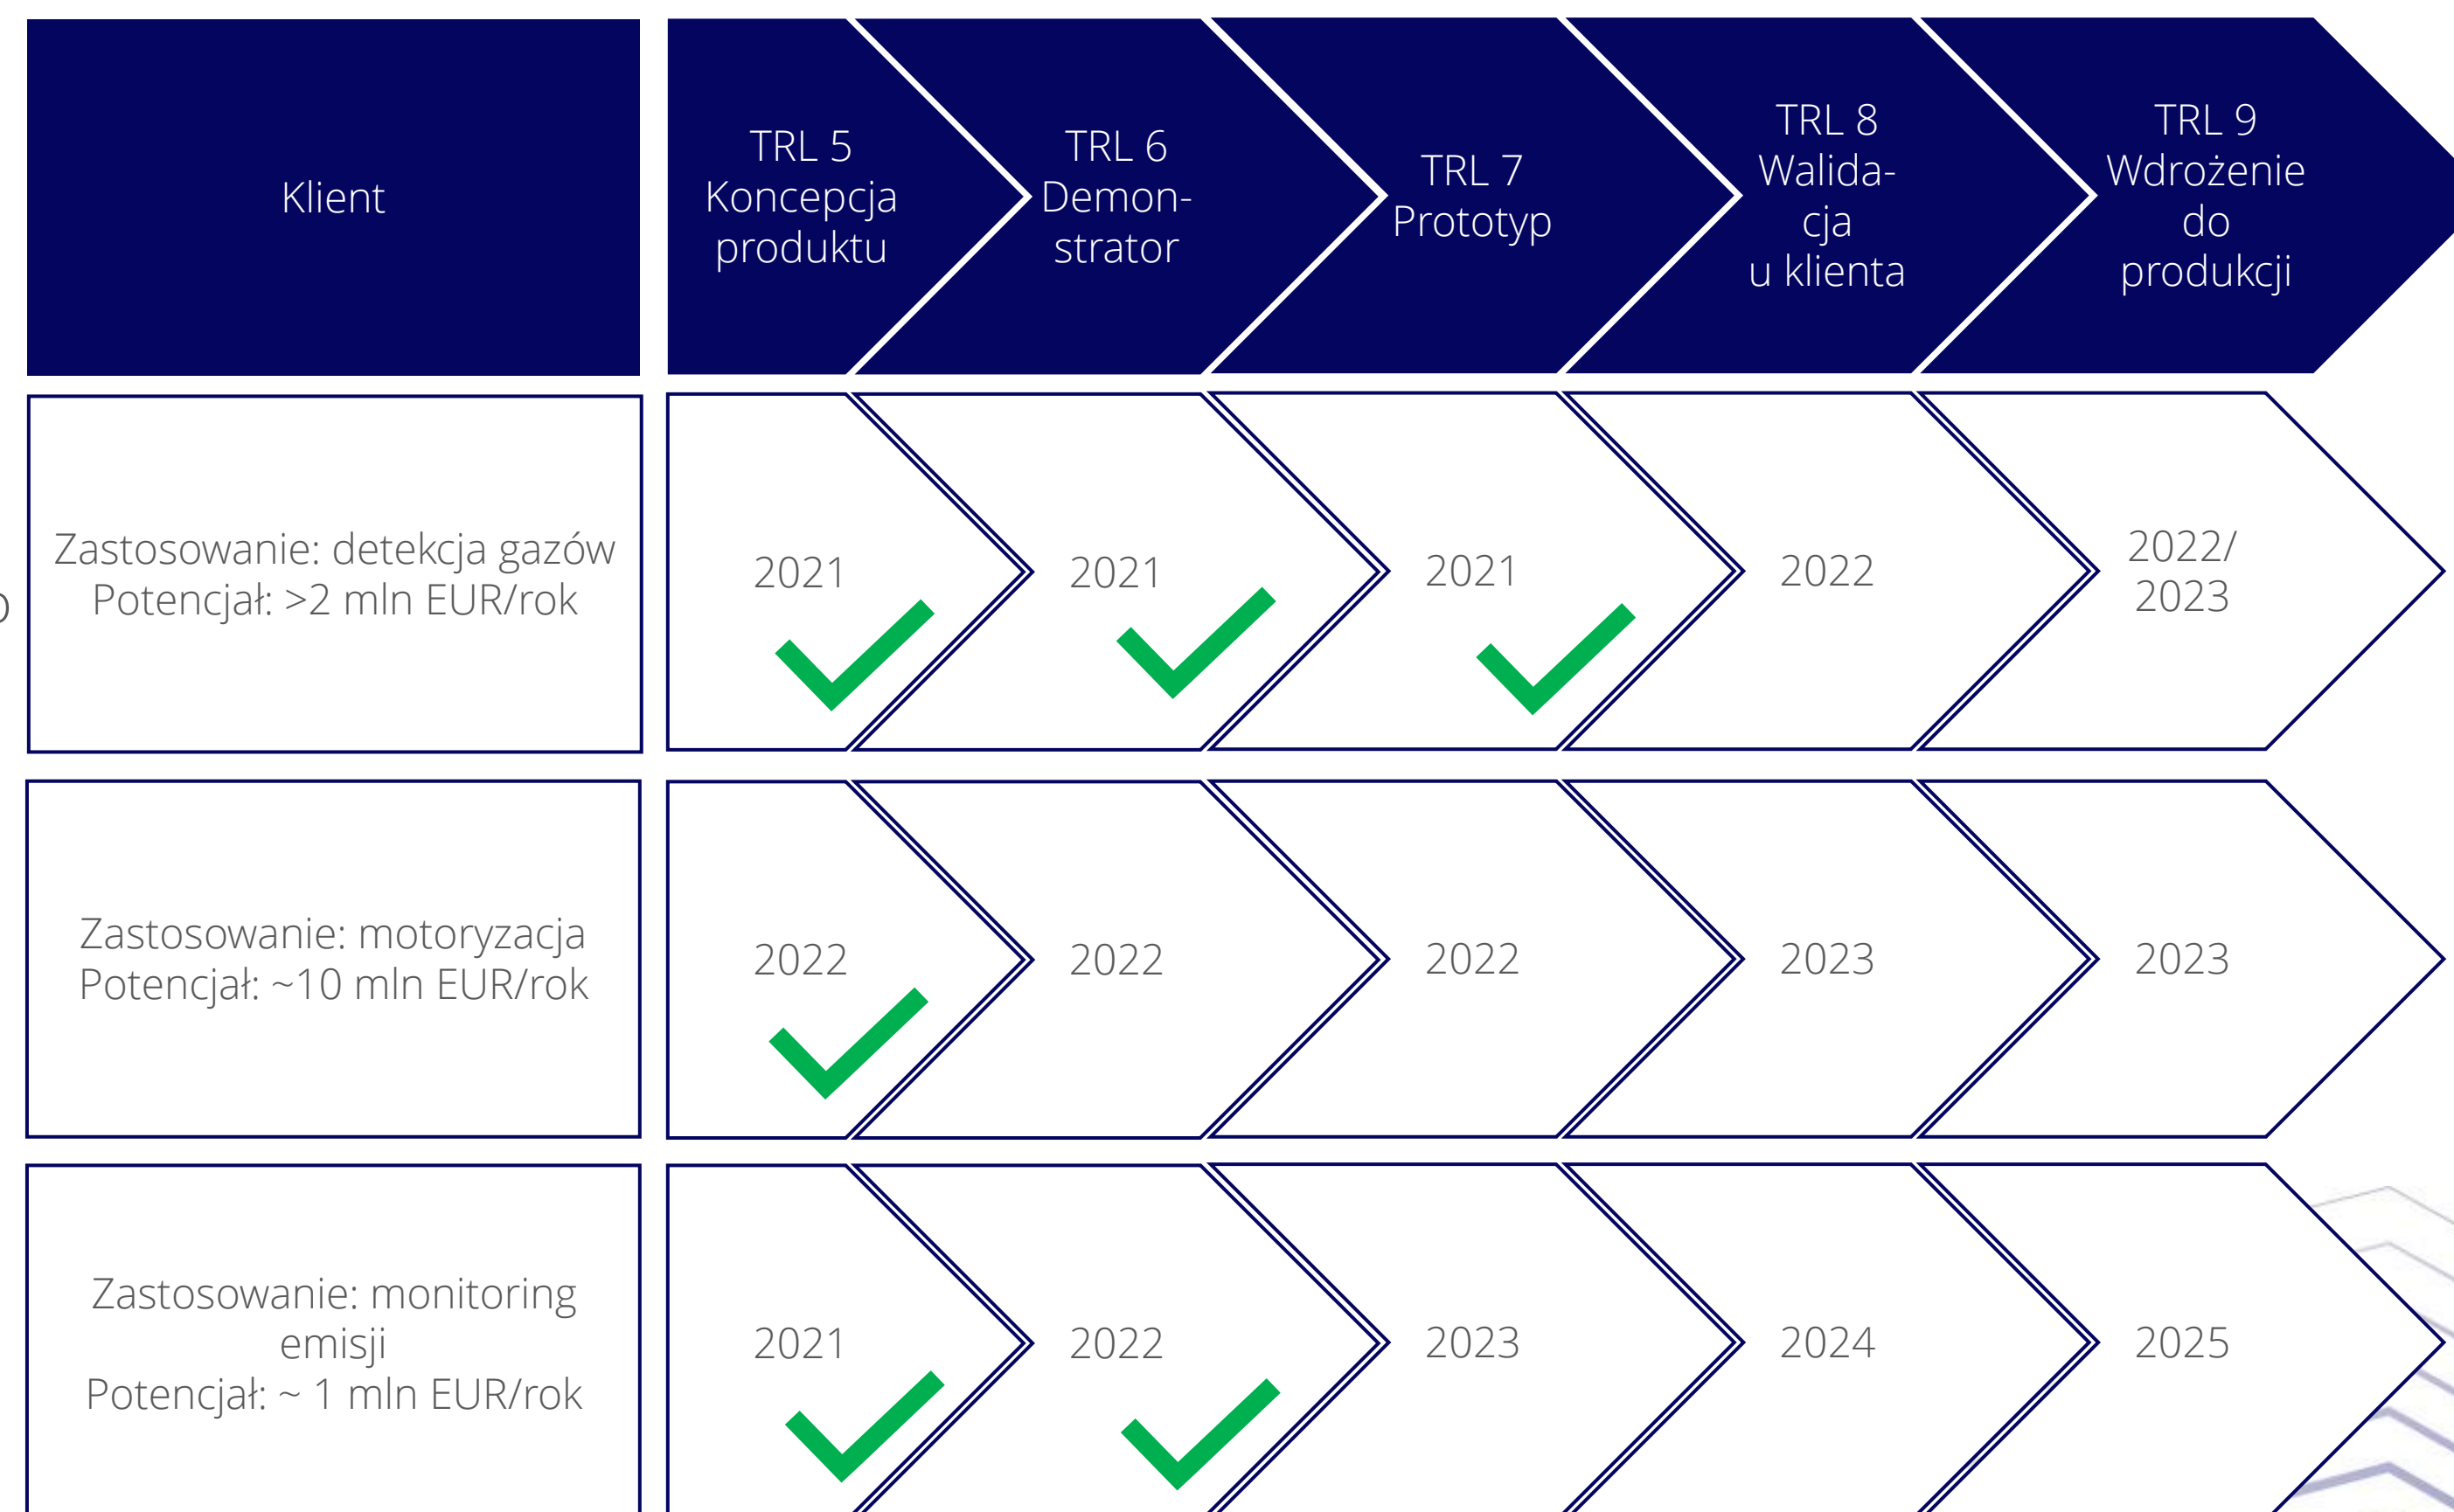 Klient
TRL 5
Koncepcja
produktu
TRL 6
Demon-
strator
TRL 7
Prototyp
TRL 8
Walida-
cja
u klienta
TRL 9
Wdrożenie
do
produkcji
Zastosowanie: detekcja gazów
Potencjał: >2 mln EUR/rok
2021
2021
2021
2022
2022/
2023
Zastosowanie: motoryzacja
Potencjał: ~10 mln EUR/rok
2022
2022
2022
2023
2023
Zastosowanie: monitoring
emisji
Potencjał: ~ 1 mln EUR/rok
2021
2022
2023
2024
2025